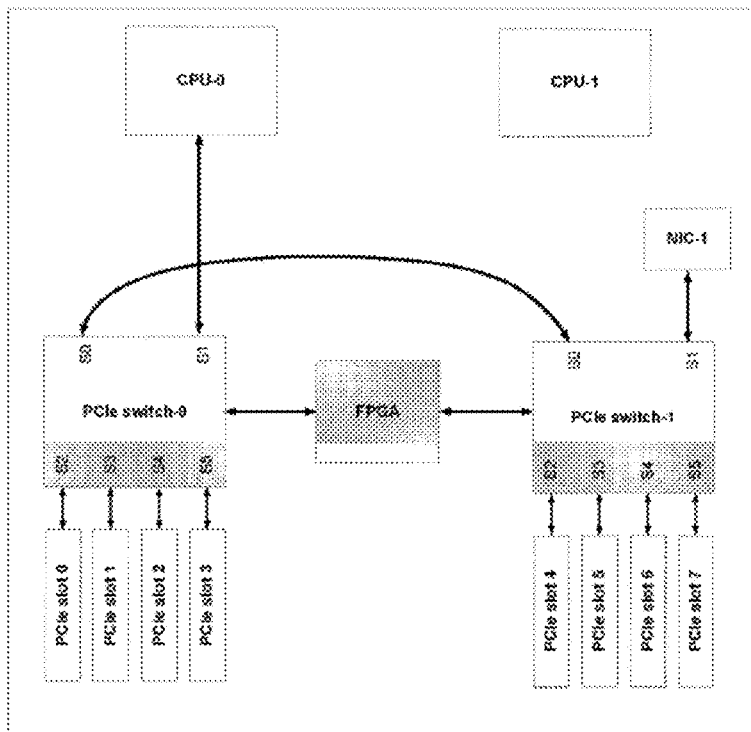 CPU-0
CPU-1
NIC-1
S0
S1
S0
S1
PCIe switch-0
FPGA
PCIe switch-1
S2
S3
S4
S5
S2
S3
S4
S5
PCIe slot 0
PCIe slot 1
PCIe slot 2
PCIe slot 3
PCIe slot 4
PCIe slot 5
PCIe slot 6
PCIe slot 7